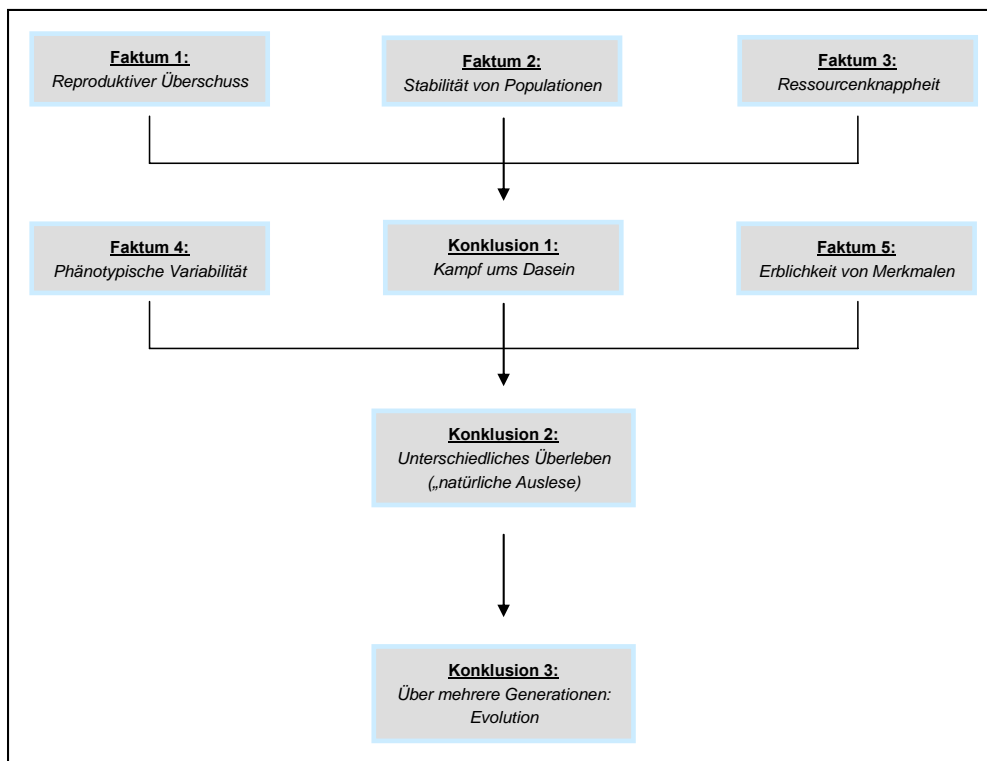 Faktum 1:
Reproduktiver Überschuss
Faktum 2:
Stabilität von Populationen
Faktum 3:
Ressourcenknappheit
Faktum 4:
Phänotypische Variabilität
Konklusion 1:
Kampf ums Dasein
Faktum 5:
Erblichkeit von Merkmalen
Konklusion 2:
Unterschiedliches Überleben
(„natürliche Auslese)
Konklusion 3:
Über mehrere Generationen:
Evolution